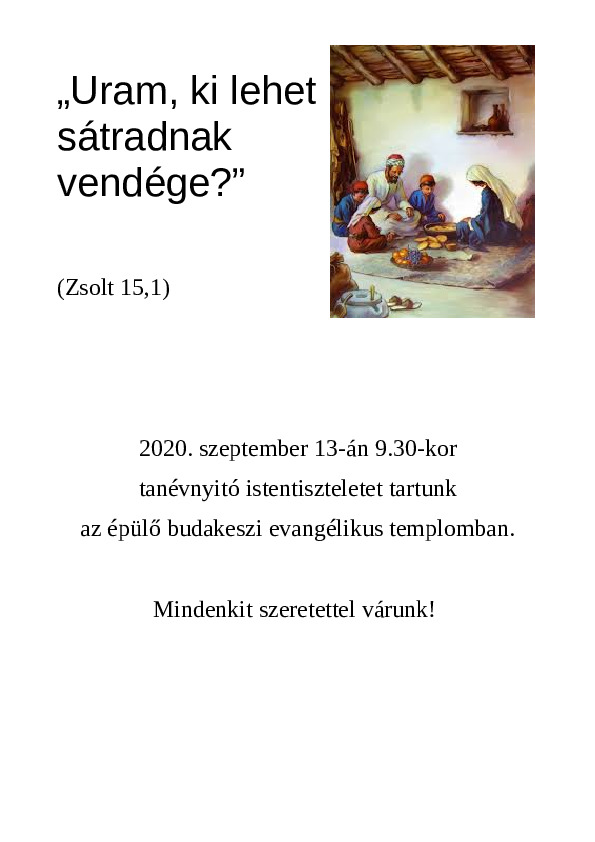 „Uram, ki lehet
sátradnak
vendége?”
(Zsolt 15,1)
2020. szeptember 13-án 9.30-kor
tanévnyitó istentiszteletet tartunk
az épülő budakeszi evangélikus templomban.
Mindenkit szeretettel várunk!